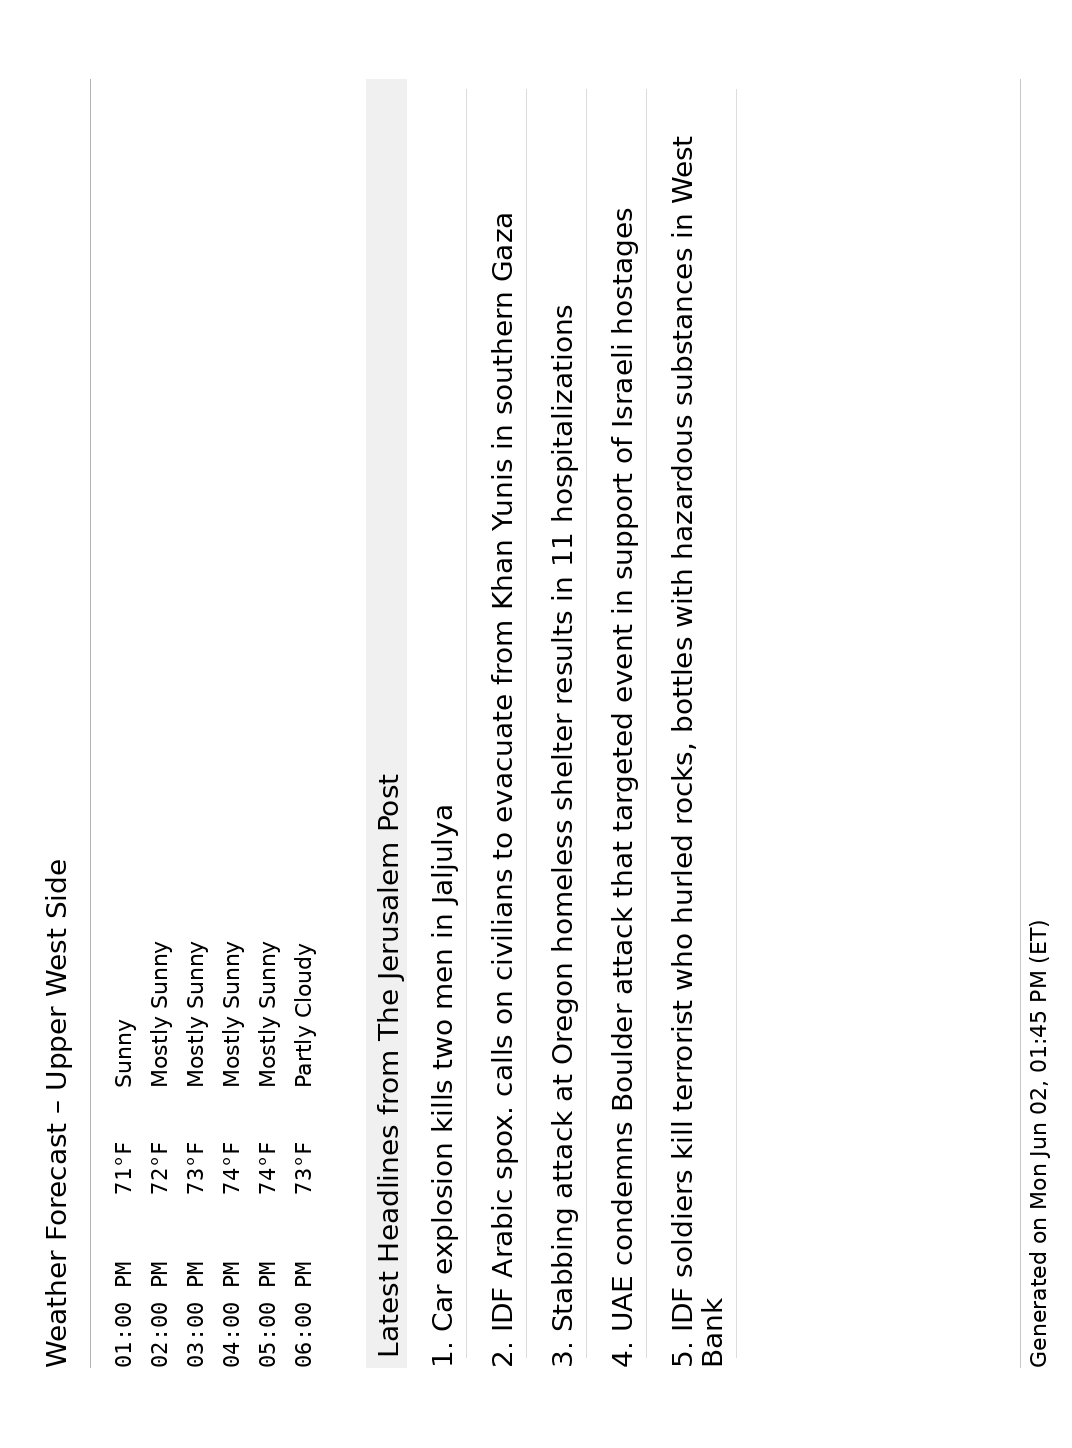 Weather Forecast – Upper West Side
01:00 PM 71°F Sunny
02:00 PM 72°F Mostly Sunny
03:00 PM 73°F Mostly Sunny
04:00 PM 74°F Mostly Sunny
05:00 PM 74°F Mostly Sunny
06:00 PM 73°F Partly Cloudy
Latest Headlines from The Jerusalem Post
1. Car explosion kills two men in Jaljulya
2. IDF Arabic spox. calls on civilians to evacuate from Khan Yunis in southern Gaza
3. Stabbing attack at Oregon homeless shelter results in 11 hospitalizations
4. UAE condemns Boulder attack that targeted event in support of Israeli hostages
5. IDF soldiers kill terrorist who hurled rocks, bottles with hazardous substances in West
Bank
Generated on Mon Jun 02, 01:45 PM (ET)